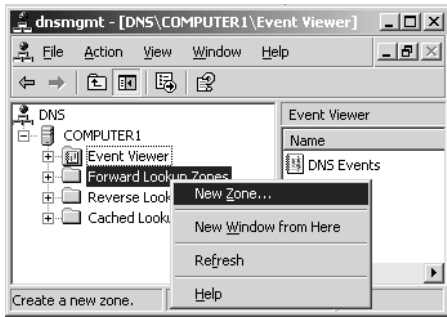 dnsmgmt - [DNS\COMPUTER1\Event Viewer]
File Action View Window Help
DNS
COMPUTER1
Event Viewer
Forward Lookup Zones
Reverse Look
Cached Looku
Event Viewer
Name
DNS Events
New Zone...
New Window from Here
Refresh
Help
Create a new zone.